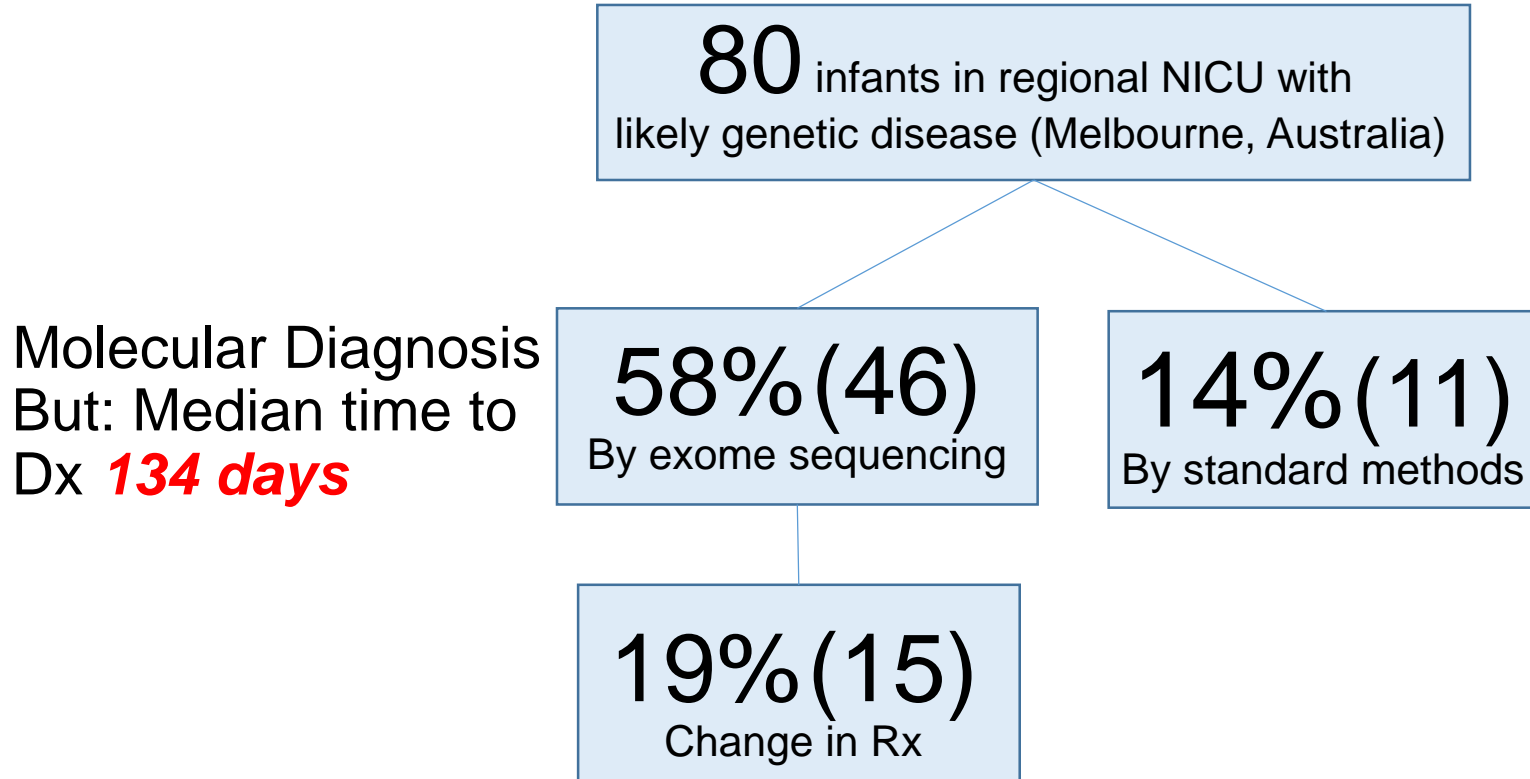 80 infants in regional NICU with
likely genetic disease (Melbourne, Australia)
Molecular Diagnosis
But: Median time to
Dx 134 days
58%(46)
By exome sequencing
14%(11)
By standard methods
19%(15)
Change in Rx